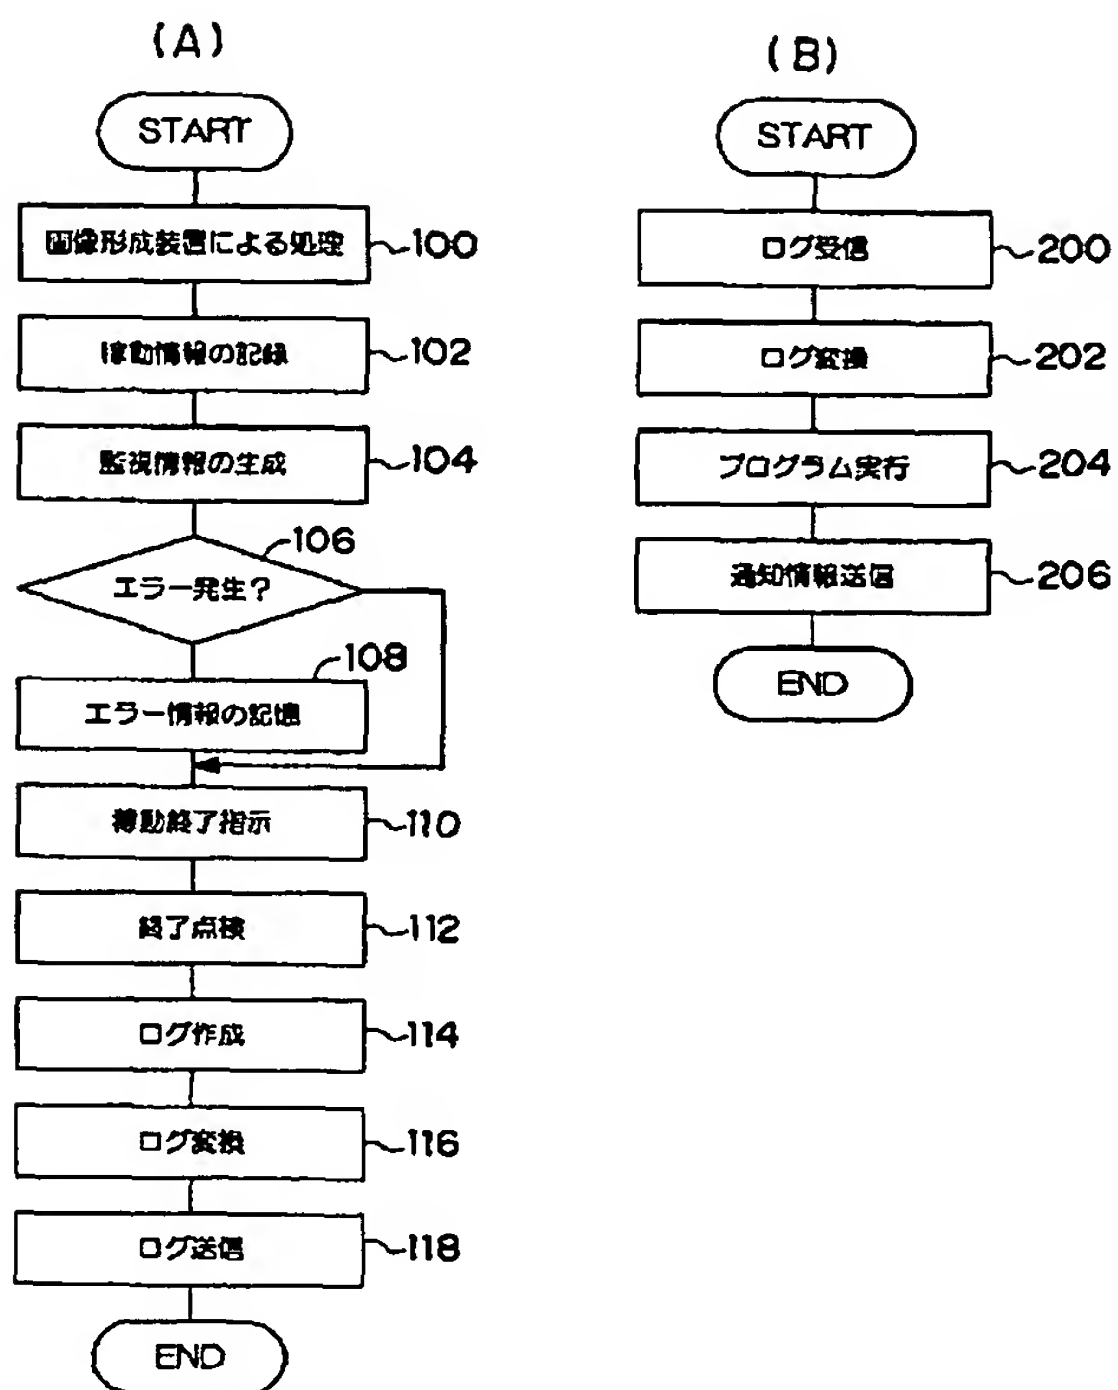 (A)
START
画像形成装置による処理
100
稼動情報の記録
102
監視情報の生成
104
106
エラー発生?
108
エラー情報の記憶
稼動終了指示
110
終了点検
112
ログ作成
114
ログ変換
116
ログ送信
118
END
(B)
START
ログ受信
200
ログ変換
202
プログラム実行
204
通知情報送信
206
END